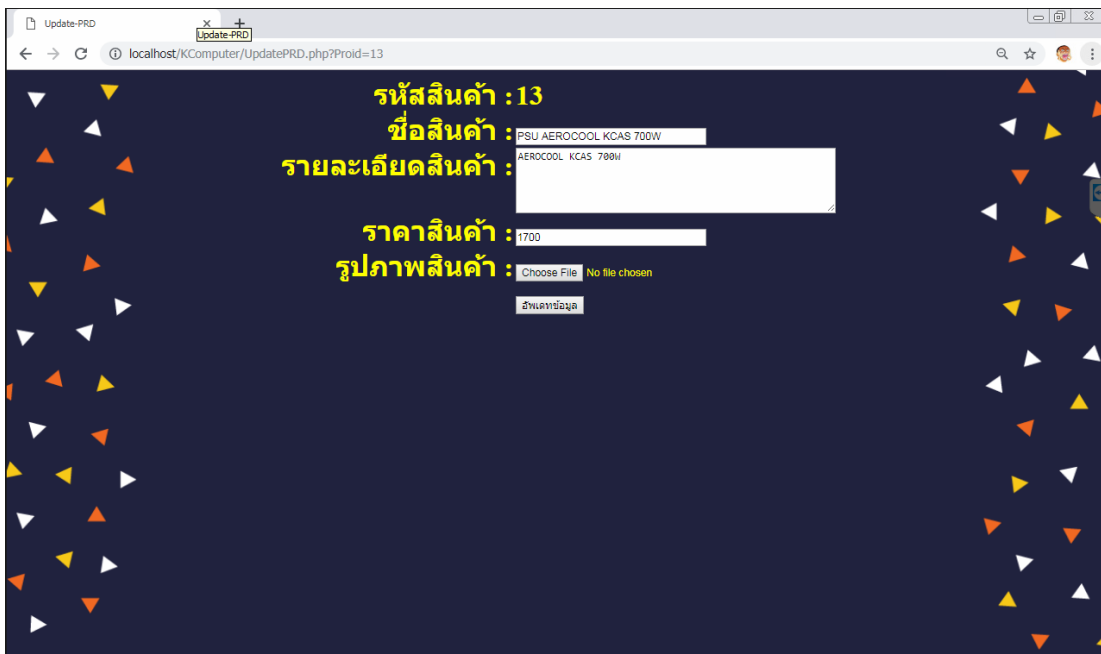 Update-PRD
Update-PRD
localhost/KComputer/UpdatePRD.php?Proid=13
รหัสสินค้า :13
ชื่อสินค้า : PSU AEROCOOL KCAS 700W
รายละเอียดสินค้า : AEROCOOL KCAS 700W
ราคาสินค้า : 1700
รูปภาพสินค้า : Choose File No file chosen
อัพเดทข้อมูล